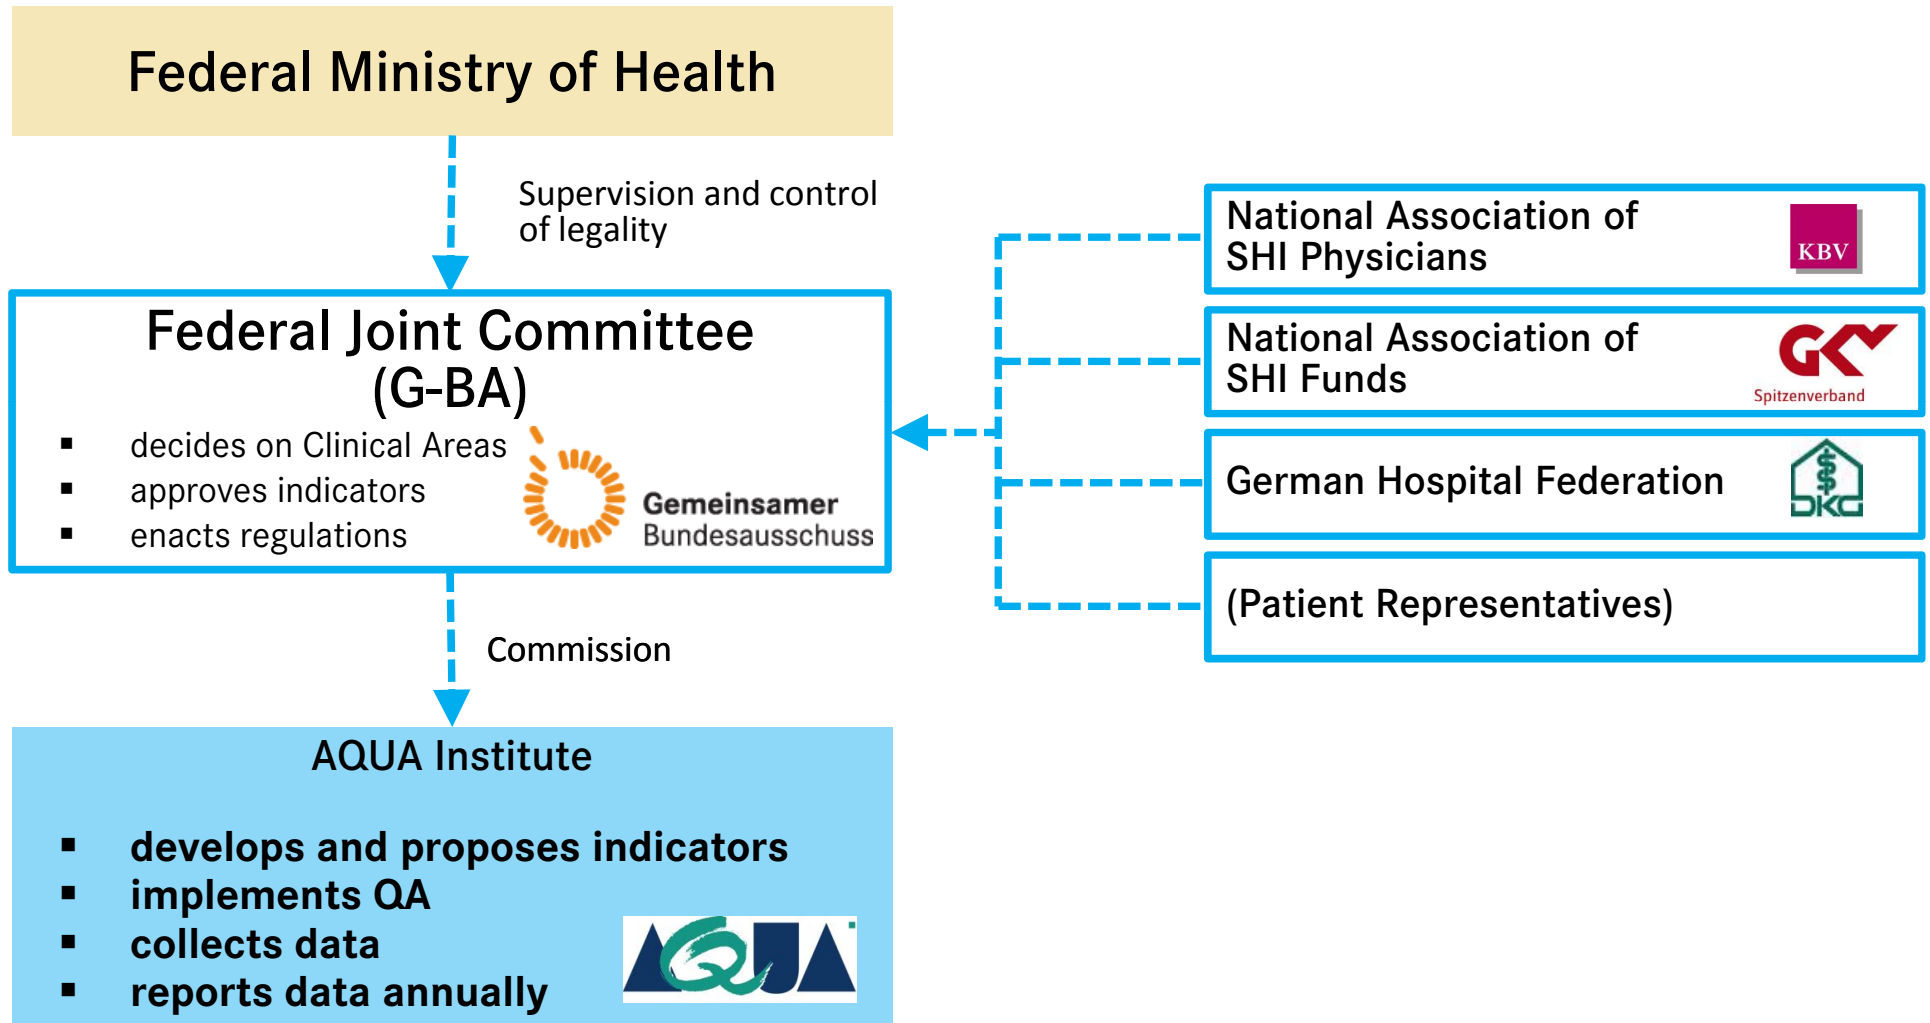 Federal Ministry of Health
Supervision and control
of legality
Federal Joint Committee
(G-BA)
▪ decides on Clinical Areas
▪ approves indicators
▪ enacts regulations
Gemeinsamer
Bundesausschuss
National Association of
SHI Physicians
KBV
National Association of
SHI Funds
GKV
Spitzenverband
German Hospital Federation
DKG
(Patient Representatives)
Commission
AQUA Institute
▪ develops and proposes indicators
▪ implements QA
▪ collects data
▪ reports data annually
AQUA